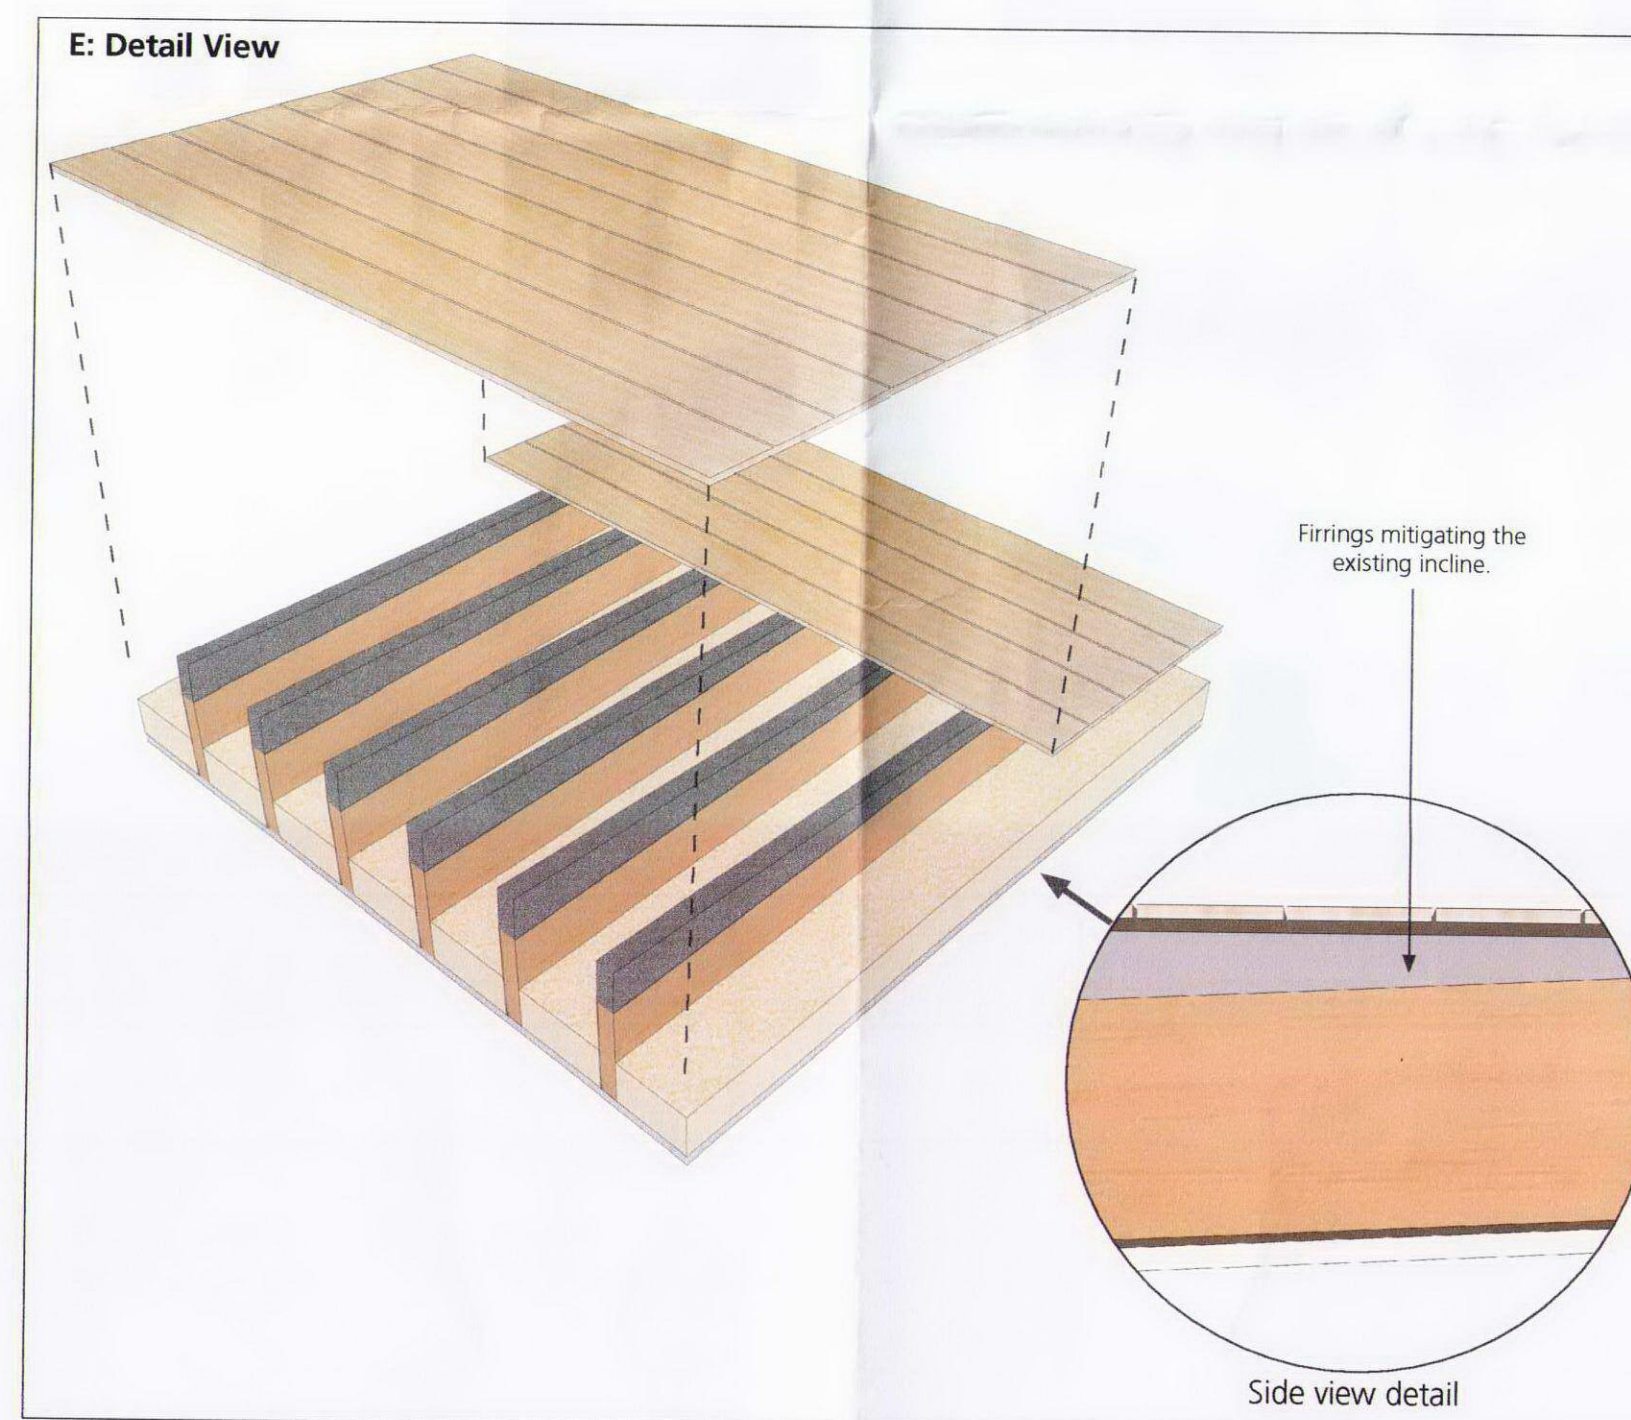 E: Detail View
Firrings mitigating the
existing incline.
Side view detail